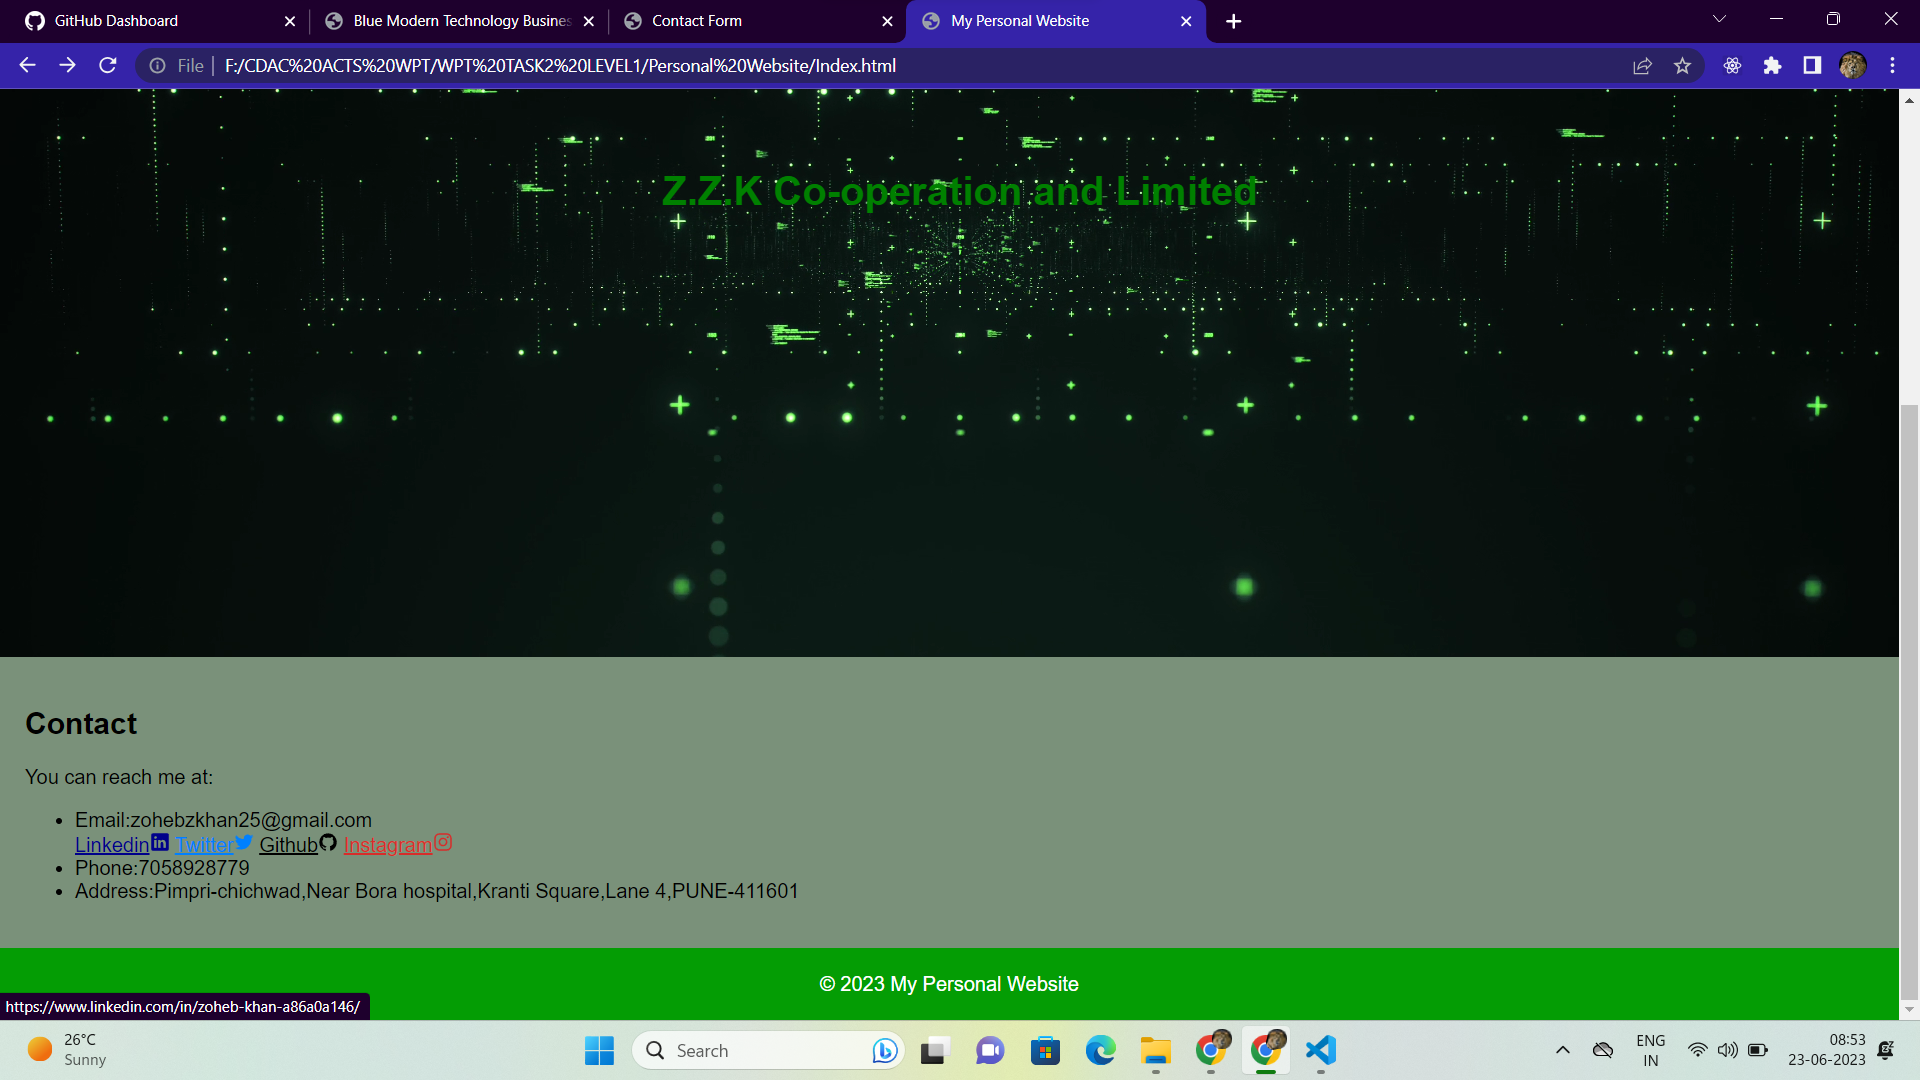 GitHub Dashboard
Blue Modern Technology Busines
Contact Form
My Personal Website
File
F:/CDAC%20ACTS%20WPT/WPT%20TASK2%20LEVEL1/Personal%20Website/Index.html
Z.Z.K Co-operation and Limited
Contact
You can reach me at:
Email:zohebzkhan25@gmail.com
Linkedin Twitter Github Instagram
Phone:7058928779
Address:Pimpri-chichwad,Near Bora hospital,Kranti Square,Lane 4,PUNE-411601
© 2023 My Personal Website
https://www.linkedin.com/in/zoheb-khan-a86a0a146/
26°C
Sunny
Search
ENG
IN
08:53
23-06-2023